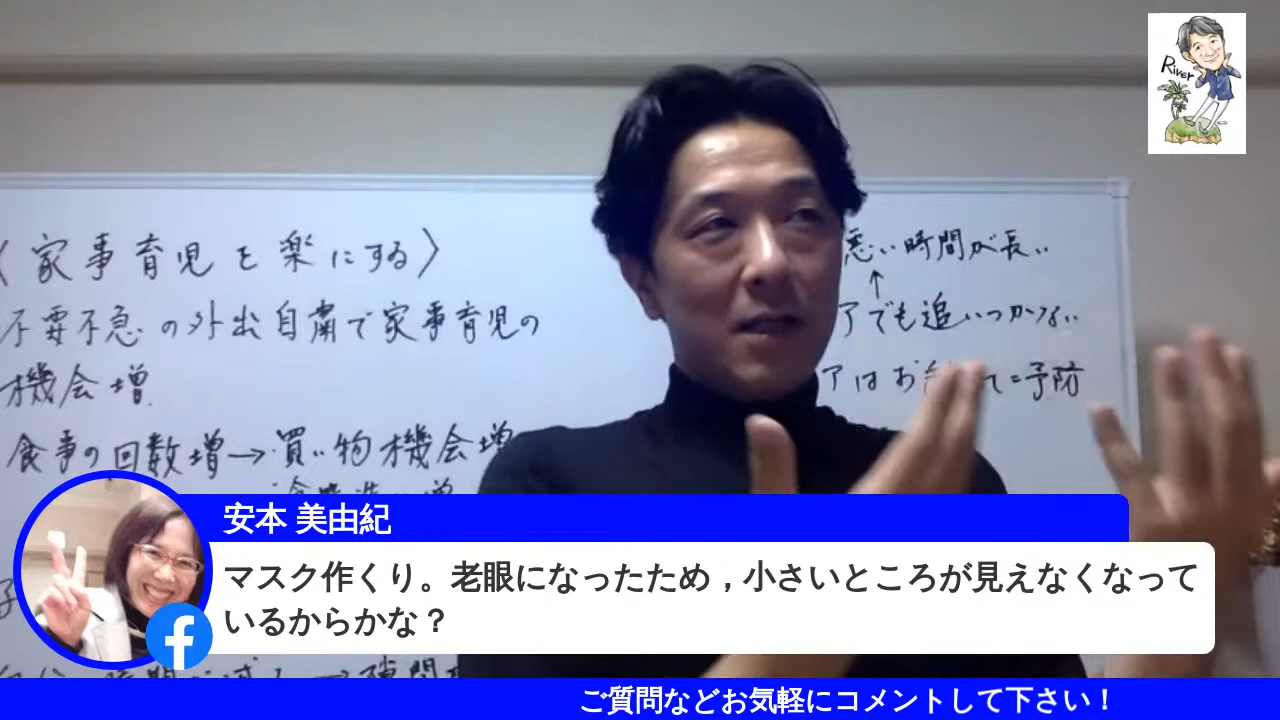 River
〈家事育児を楽にする〉
不要不急の外出自粛で家事育児の
機会増
食事の回数増→買い物機会増
悪い時間が長い
↑
アでも追いつかない
アはお
て=予防
安本 美由紀
マスク作くり。老眼になったため，小さいところが見えなくなって
いるからかな？
ご質問などお気軽にコメントして下さい！